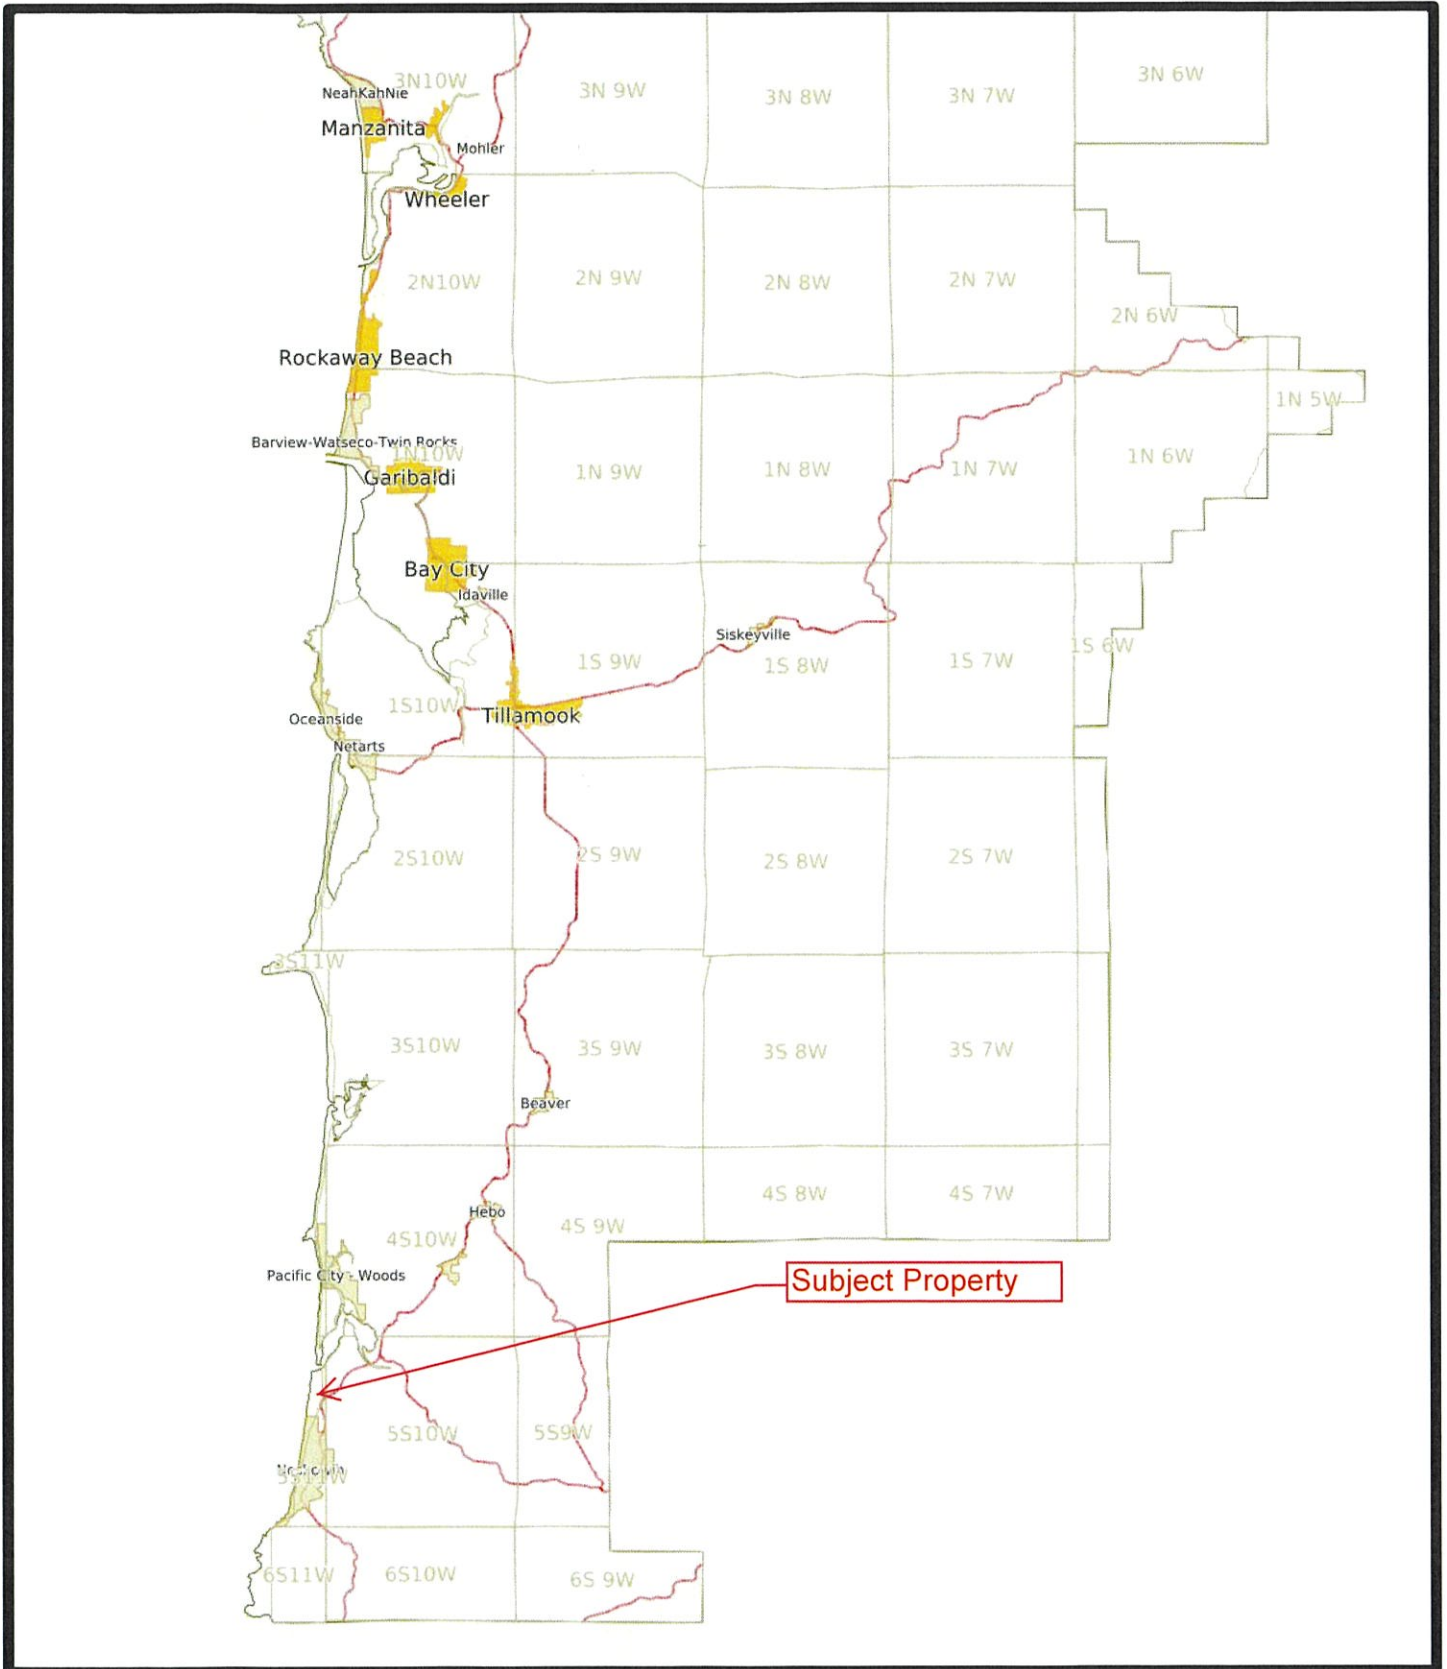 3N10W
3N 9W
3N 8W
3N 7W
3N 6W
NeahKahNie
Manzanita
Mohler
Wheeler
2N10W
2N 9W
2N 8W
2N 7W
2N 6W
Rockaway Beach
1N 5W
Barview-Watseco-Twin Rocks
1N10W
Garibaldi
1N 9W
1N 8W
1N 7W
1N 6W
Bay City
Idaville
Siskeyville
1S 9W
1S 8W
1S 7W
1S 6W
1S10W
Tillamook
Oceanside
Netarts
2S10W
2S 9W
2S 8W
2S 7W
3S11W
3S10W
3S 9W
3S 8W
3S 7W
Beaver
4S 8W
4S 7W
Hebo
4S10W
4S 9W
Pacific City - Woods
Subject Property
5S10W
5S9W
5S11W
6S11W
6S10W
6S 9W